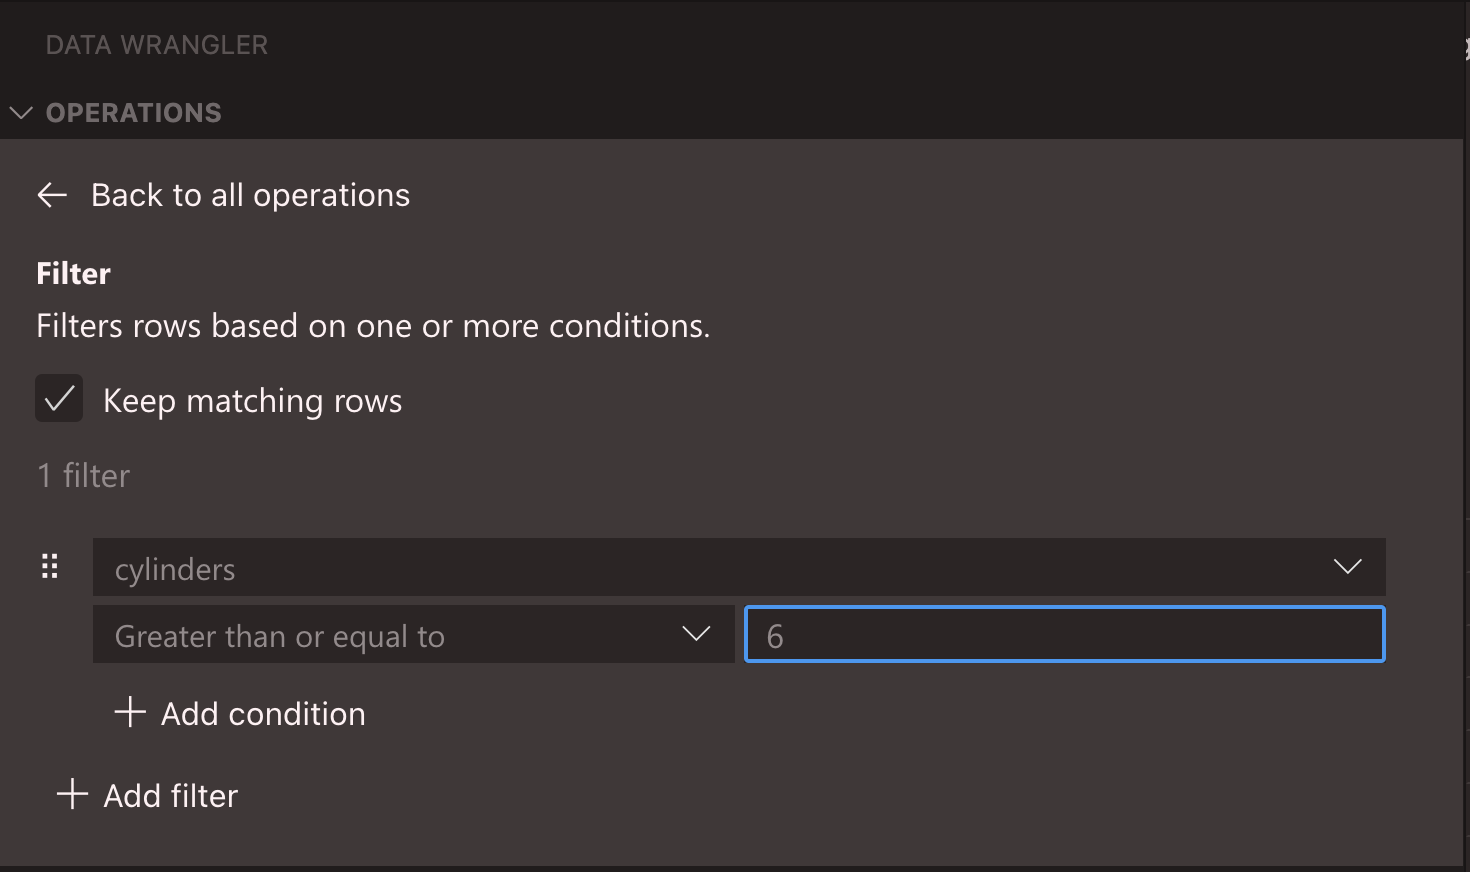 DATA WRANGLER
OPERATIONS
Back to all operations
Filter
Filters rows based on one or more conditions.
Keep matching rows
1 filter
cylinders
Greater than or equal to 6
Add condition
Add filter